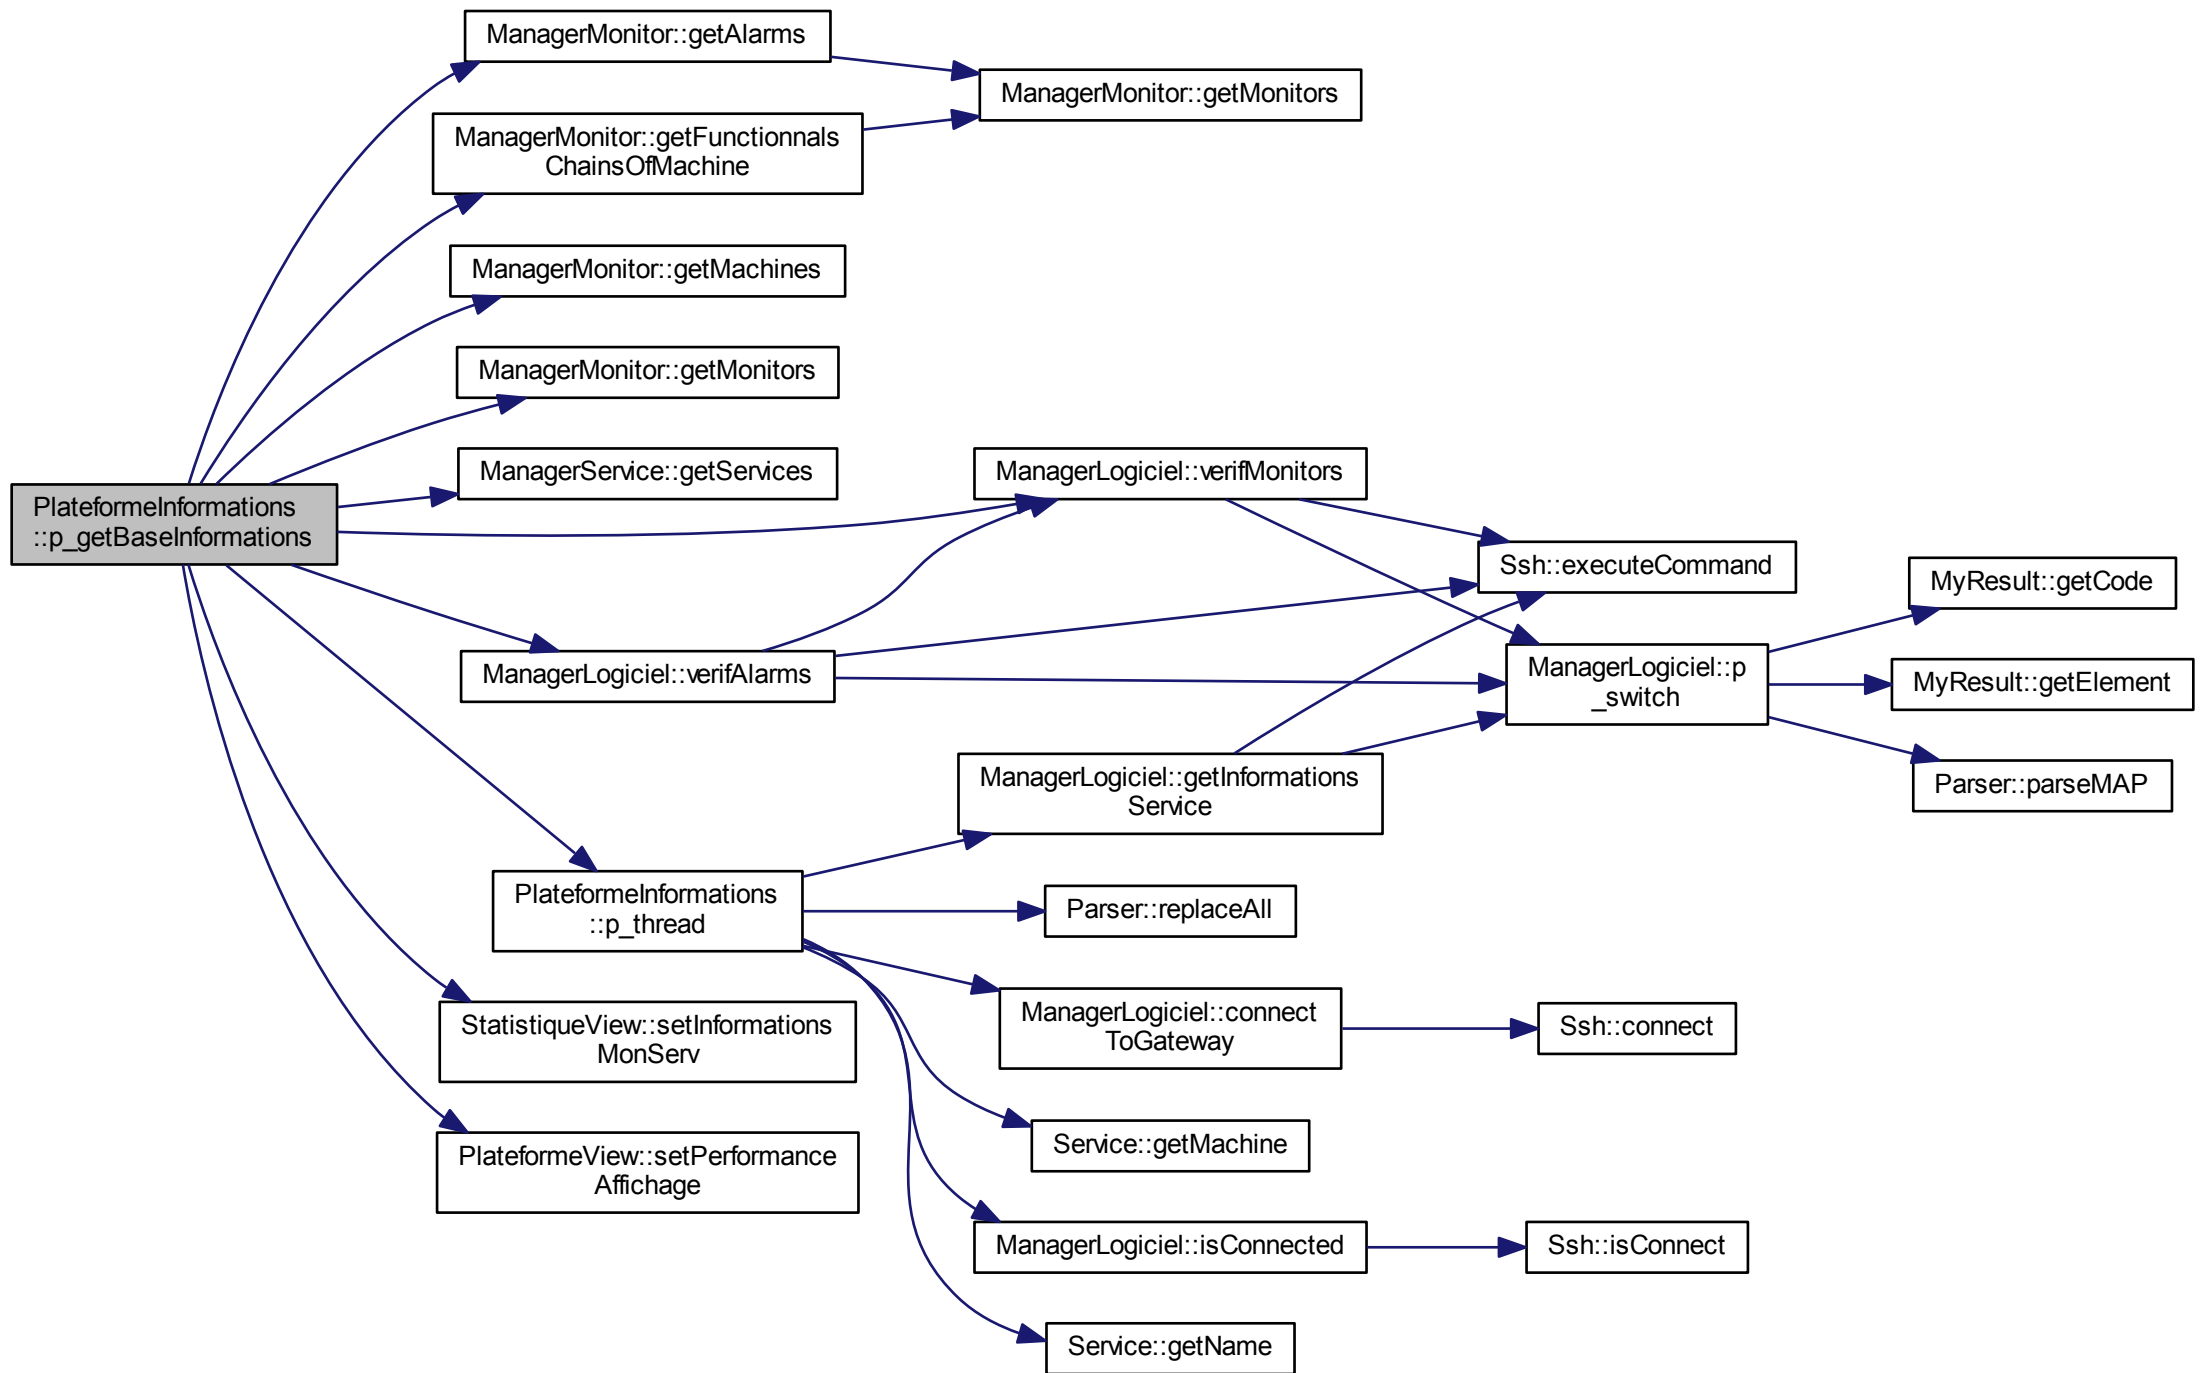 PlateformeInformations
::p_getBaseInformations
ManagerMonitor::getAlarms
ManagerMonitor::getFunctionnals
ChainsOfMachine
ManagerMonitor::getMachines
ManagerMonitor::getMonitors
ManagerService::getServices
ManagerLogiciel::verifAlarms
PlateformeInformations
::p_thread
StatistiqueView::setInformations
MonServ
PlateformeView::setPerformance
Affichage
ManagerMonitor::getMonitors
ManagerLogiciel::verifMonitors
ManagerLogiciel::getInformations
Service
Parser::replaceAll
ManagerLogiciel::connect
ToGateway
Service::getMachine
ManagerLogiciel::isConnected
Service::getName
Ssh::executeCommand
ManagerLogiciel::p
_switch
Ssh::connect
Ssh::isConnect
MyResult::getCode
MyResult::getElement
Parser::parseMAP